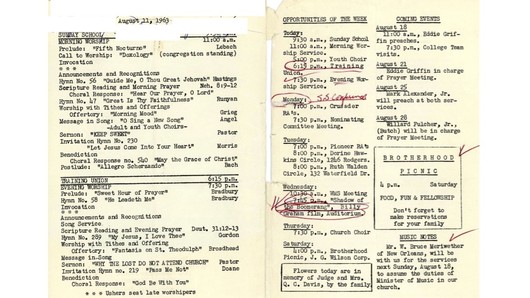 August 11, 1963
SUNDAY SCHOOL
MORNING WORSHIP 11:00 a.m.
Prelude: "Fifth Nocturne" Leybach
Call to Worship: "Doxology" (congregation standing)
Invocation
***
Announcements and Recognitions
Hymn No. 56 "Guide Me, O Thou Great Jehovah" Hastings
Scripture Reading and Morning Prayer Neh. 8:9-12
Choral Response: "Hear Our Prayer, O Lord"
Hymn No. 47 "Great Is Thy Faithfulness" Runyan
Worship with Tithes and Offerings
Offertory: "Morning Mood" Grieg
Message in Song: "O Sing a New Song" Angel
-Adult and Youth Choirs-
Sermon: "KEEP SWEET" Pastor
Invitation Hymn No. 230
"Let Jesus Come Into Your Heart" Morris
Benediction
Choral Response no. 540 "May the Grace of Christ"
Postlude: "Allegro Scherzando" Bach
TRAINING UNION 6:15 p.m.
EVENING WORSHIP 7:30 p.m.
Prelude: "Sweet Hour of Prayer" Bradbury
Hymn No. 58 "He Leadeth Me" Bradbury
Invocation
***
Announcements and Recognitions
Song Service
Scripture Reading and Evening Prayer Deut. 31:12-13
Hymn No. 289 "My Jesus, I Love Thee" Gordon
Worship with Tithes and Offering
Offertory: "Fantasia on St. Theodulph" Broadhead
Message in Song
Sermon: "WHY THE LOST DO NOT ATTEND CHURCH" Pastor
Invitation Hymn no. 219 "Pass Me Not" Doane
Benediction
Choral Response: "God Be With You"
*** Ushers seat late worshipers
OPPORTUNITIES OF THE WEEK
Today:
7:30 a.m., Sunday School
11:00 a.m., Morning Worship
Service.
5:00 p.m., Youth Choir
6:15 p.m., Training
Union.
7:30 p.m., Evening Worship
Service.
Monday:
7:00 p.m., Crusader
RA's.
7:30 p.m., Nominating
Committee Meeting.
Tuesday:
7:00 p.m., Pioneer RA's
8:00 p.m., Dorine Hawkins
Circle, 1246 Rodgers.
8:00 p.m., Ruth Walden
Circle, 132 Waterford Dr.
Wednesday:
10:30 a.m., WMS Meeting
7:45 p.m., "Shadow of
the Boomerang", Billy
Graham Film, Auditorium.
Thursday:
7:30 p.m., Church Choir
Saturday:
4:00 p.m., Brotherhood
Picnic, J. G. Wilson Corp.
Flowers today are in
memory of Judge and Mrs.
Q. C. Davis, by the family.
COMING EVENTS
August 18
11:00 a.m., Eddie Griffin
preaches.
7:30 p.m., College Team
visits.
August 21
Eddie Griffin in charge
of Prayer Meeting.
August 25
Mark Alexander, Jr.
will preach at both services.
August 28
Willard Pulcher, Jr.,
(Butch) will be in charge
of Prayer Meeting.
BROTHERHOOD
PICNIC
4 p.m. Saturday
FOOD, FUN & FELLOWSHIP
Don't forget to
make reservations
for your family
MUSIC NOTES
Mr. W. Bruce Meriwether
of New Orleans, will be
with us for the services
next Sunday, August 18,
to assume the duties of
Minister of Music in our
church.